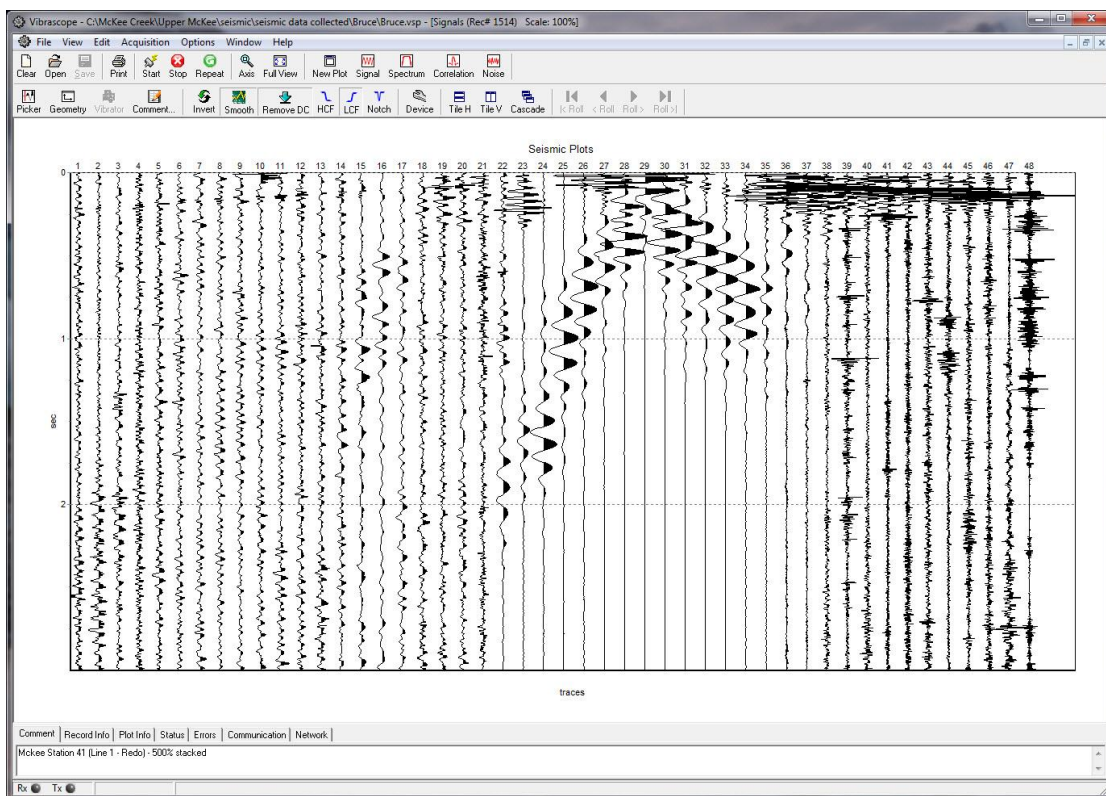 Vibrascope - C:\McKee Creek\Upper McKee\seismic\seismic data collected\Bruce\Bruce.vsp - [Signals (Rec# 1514) Scale: 100%]
File View Edit Acquisition Options Window Help
Clear Open Save Print Start Stop Repeat Axis Full View New Plot Signal Spectrum Correlation Noise
Picker Geometry Vibrator Comment... Invert Smooth Remove DC HCF LCF Notch Device Tile H Tile V Cascade |< Roll < Roll Roll > Roll >|
Seismic Plots
1 2 3 4 5 6 7 8 9 10 11 12 13 14 15 16 17 18 19 20 21 22 23 24 25 26 27 28 29 30 31 32 33 34 35 36 37 38 39 40 41 42 43 44 45 46 47 48
0
1
sec
2
traces
Comment Record Info Plot Info Status Errors Communication Network
Mckee Station 41 (Line 1 - Redo) - 500% stacked
Rx Tx